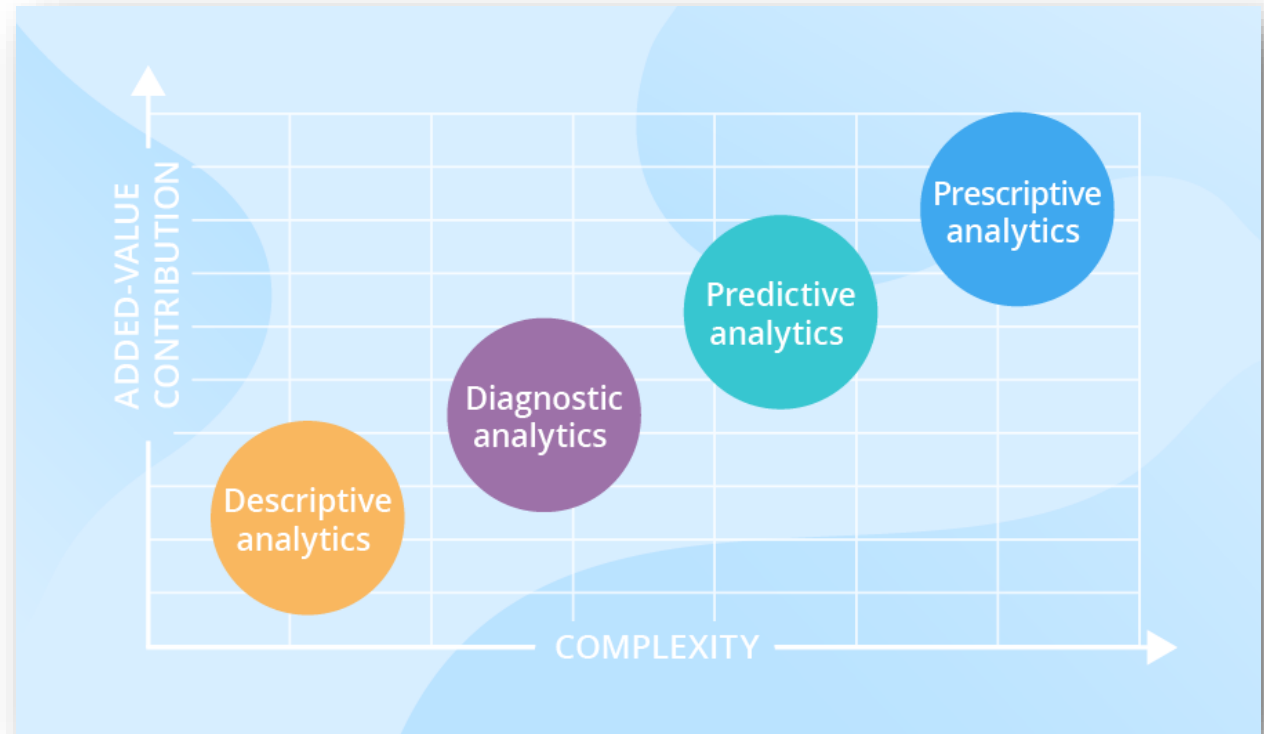 ADDED-VALUE
CONTRIBUTION
Prescriptive
analytics
Predictive
analytics
Diagnostic
analytics
Descriptive
analytics
COMPLEXITY